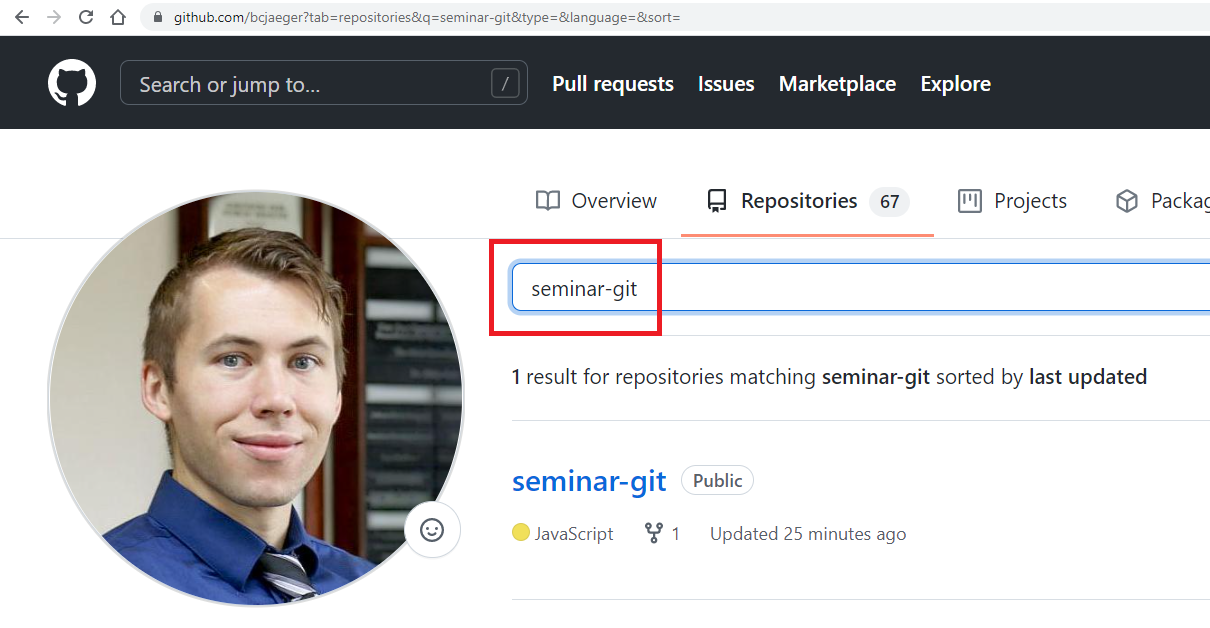 github.com/bcjaeger?tab=repositories&q=seminar-git&type=&language=&sort=
Search or jump to... /
Pull requests Issues Marketplace Explore
Overview Repositories 67 Projects Packag
seminar-git
1 result for repositories matching seminar-git sorted by last updated
seminar-git Public
JavaScript 1 Updated 25 minutes ago